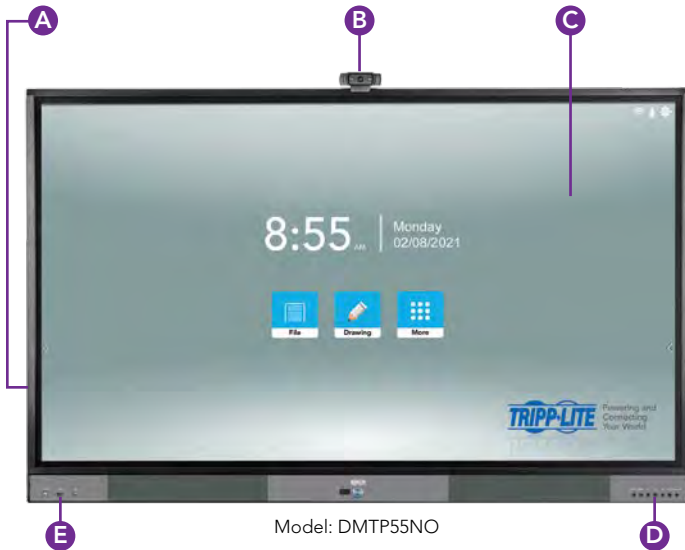 A
B
C
8:55 AM
Monday
02/08/2021
File
Drawing
More
TRIPP·LITE
Powering and
Connecting
Your World
E
Model: DMTP55NO
D